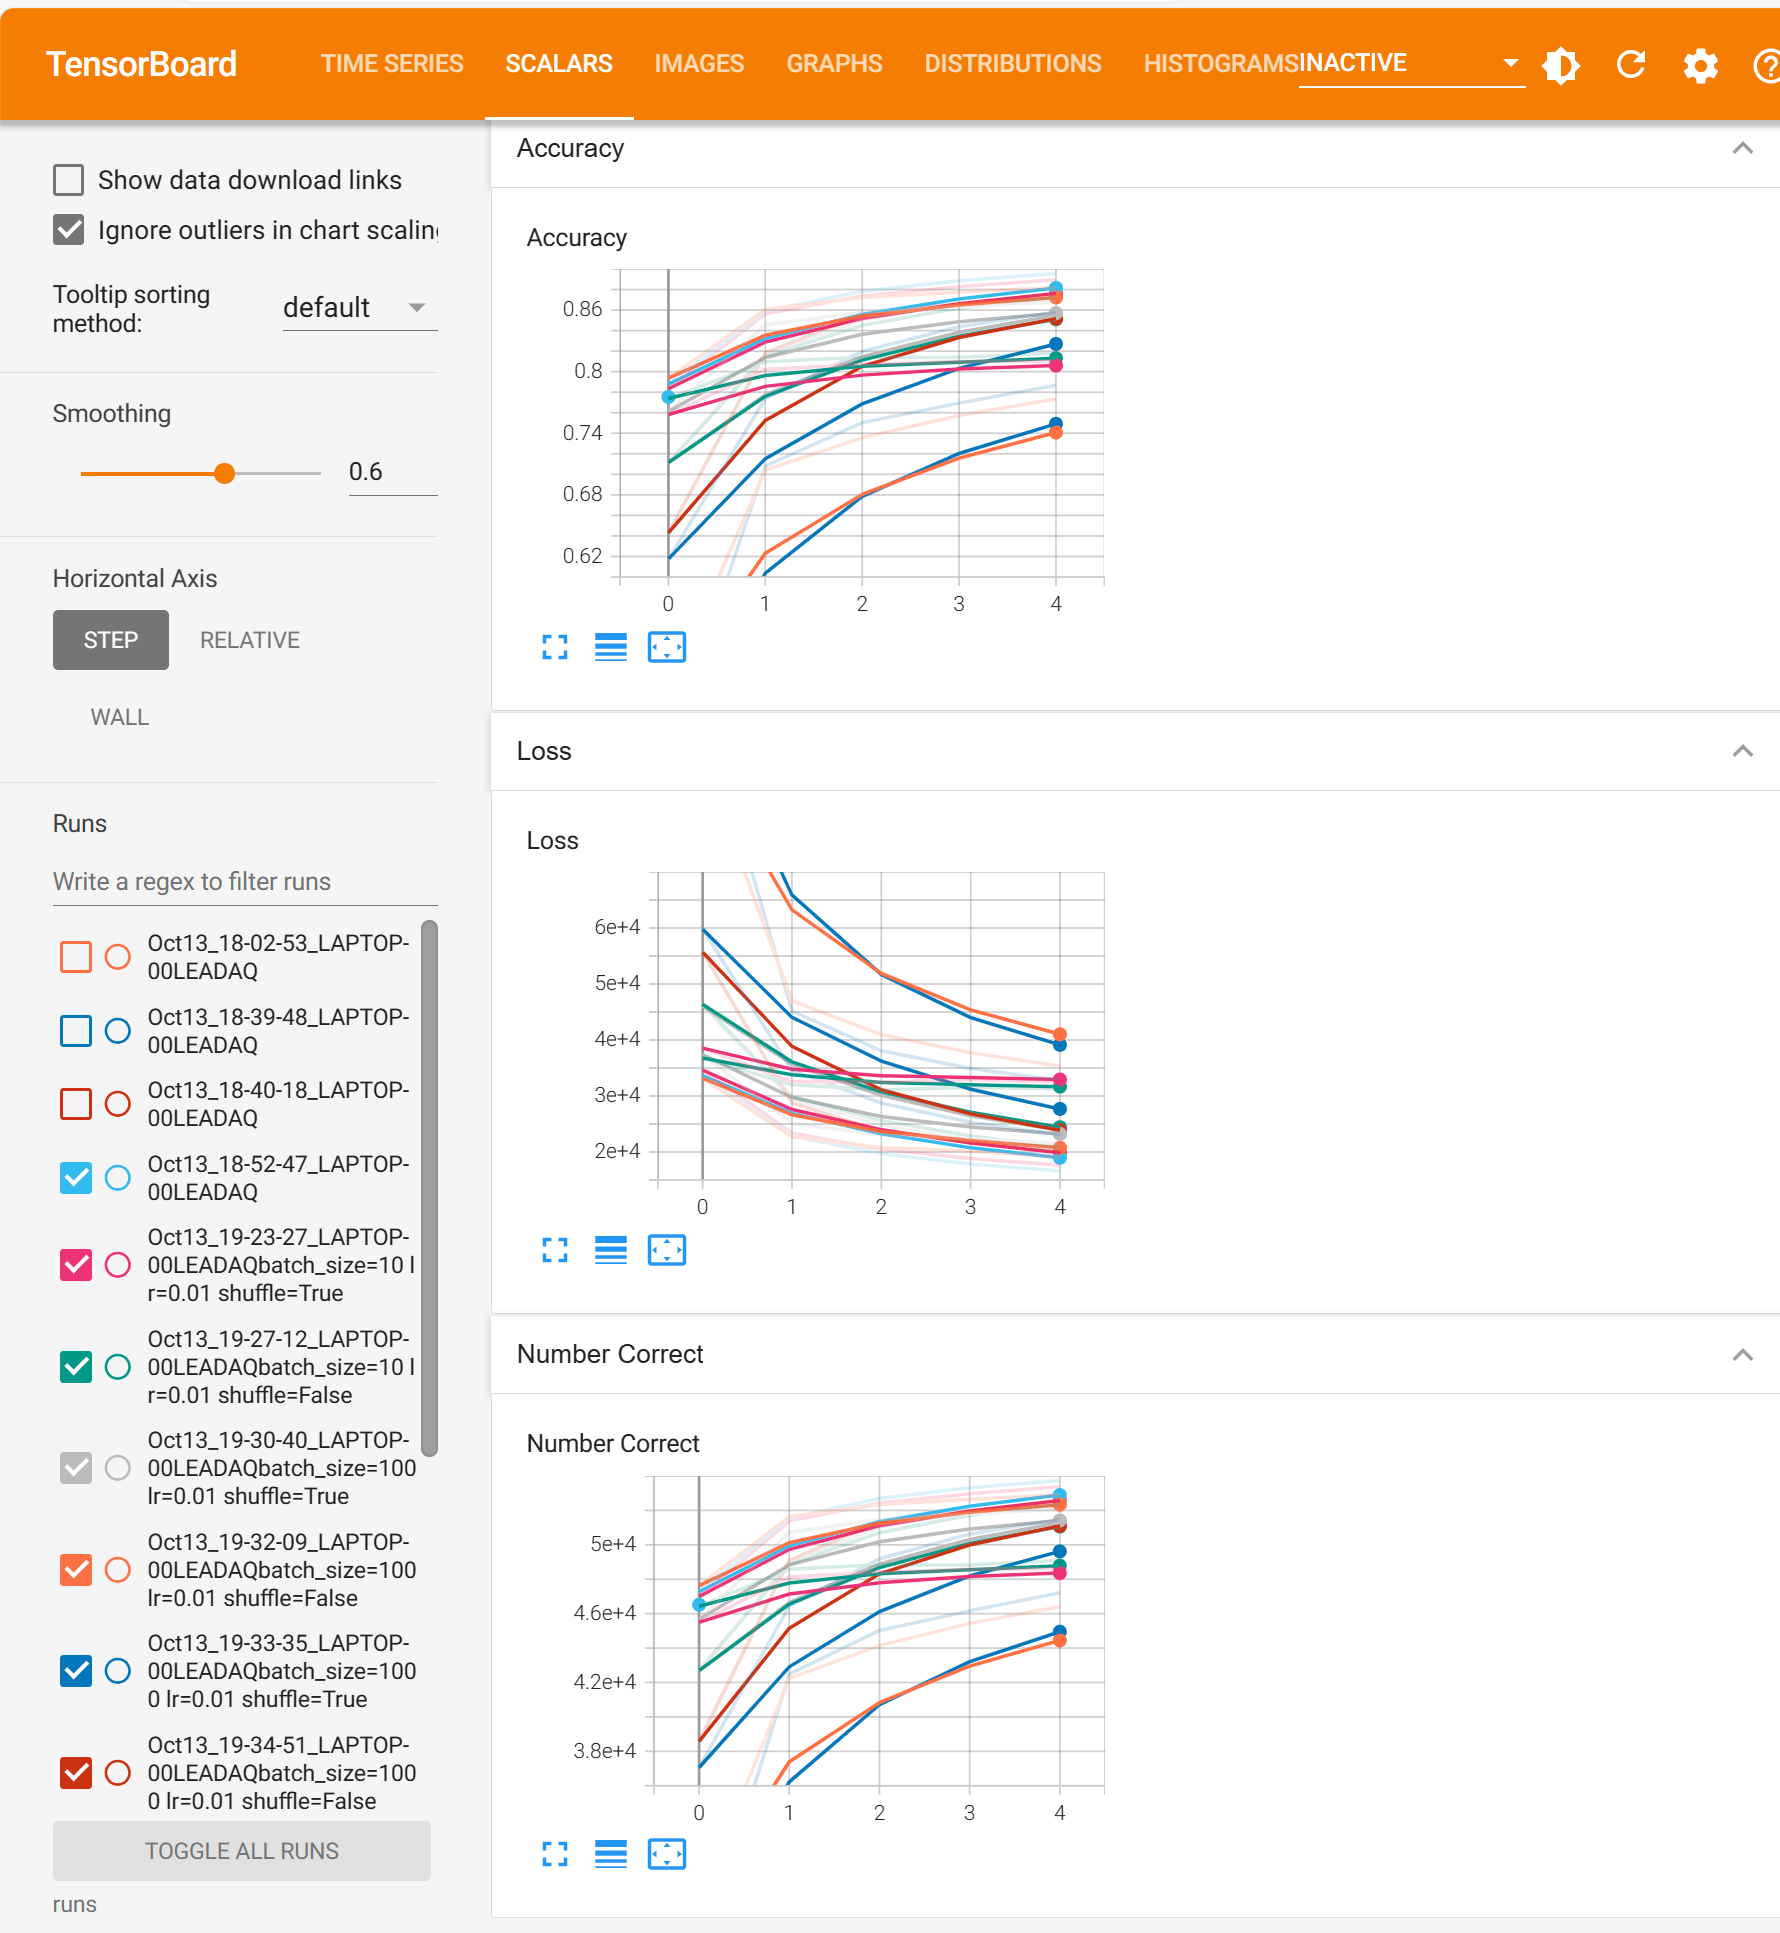 TensorBoard
TIME SERIES SCALARS IMAGES GRAPHS DISTRIBUTIONS HISTOGRAMS INACTIVE
Show data download links
Ignore outliers in chart scaling
Tooltip sorting
method:
default
Smoothing
0.6
Horizontal Axis
STEP RELATIVE
WALL
Runs
Write a regex to filter runs
Oct13_18-02-53_LAPTOP-
00LEADAQ
Oct13_18-39-48_LAPTOP-
00LEADAQ
Oct13_18-40-18_LAPTOP-
00LEADAQ
Oct13_18-52-47_LAPTOP-
00LEADAQ
Oct13_19-23-27_LAPTOP-
00LEADAQbatch_size=10 l
r=0.01 shuffle=True
Oct13_19-27-12_LAPTOP-
00LEADAQbatch_size=10 l
r=0.01 shuffle=False
Oct13_19-30-40_LAPTOP-
00LEADAQbatch_size=100
lr=0.01 shuffle=True
Oct13_19-32-09_LAPTOP-
00LEADAQbatch_size=100
lr=0.01 shuffle=False
Oct13_19-33-35_LAPTOP-
00LEADAQbatch_size=100
0 lr=0.01 shuffle=True
Oct13_19-34-51_LAPTOP-
00LEADAQbatch_size=100
0 lr=0.01 shuffle=False
TOGGLE ALL RUNS
runs
Accuracy
Accuracy
0.86
0.8
0.74
0.68
0.62
0 1 2 3 4
Loss
Loss
6e+4
5e+4
4e+4
3e+4
2e+4
0 1 2 3 4
Number Correct
Number Correct
5e+4
4.6e+4
4.2e+4
3.8e+4
0 1 2 3 4